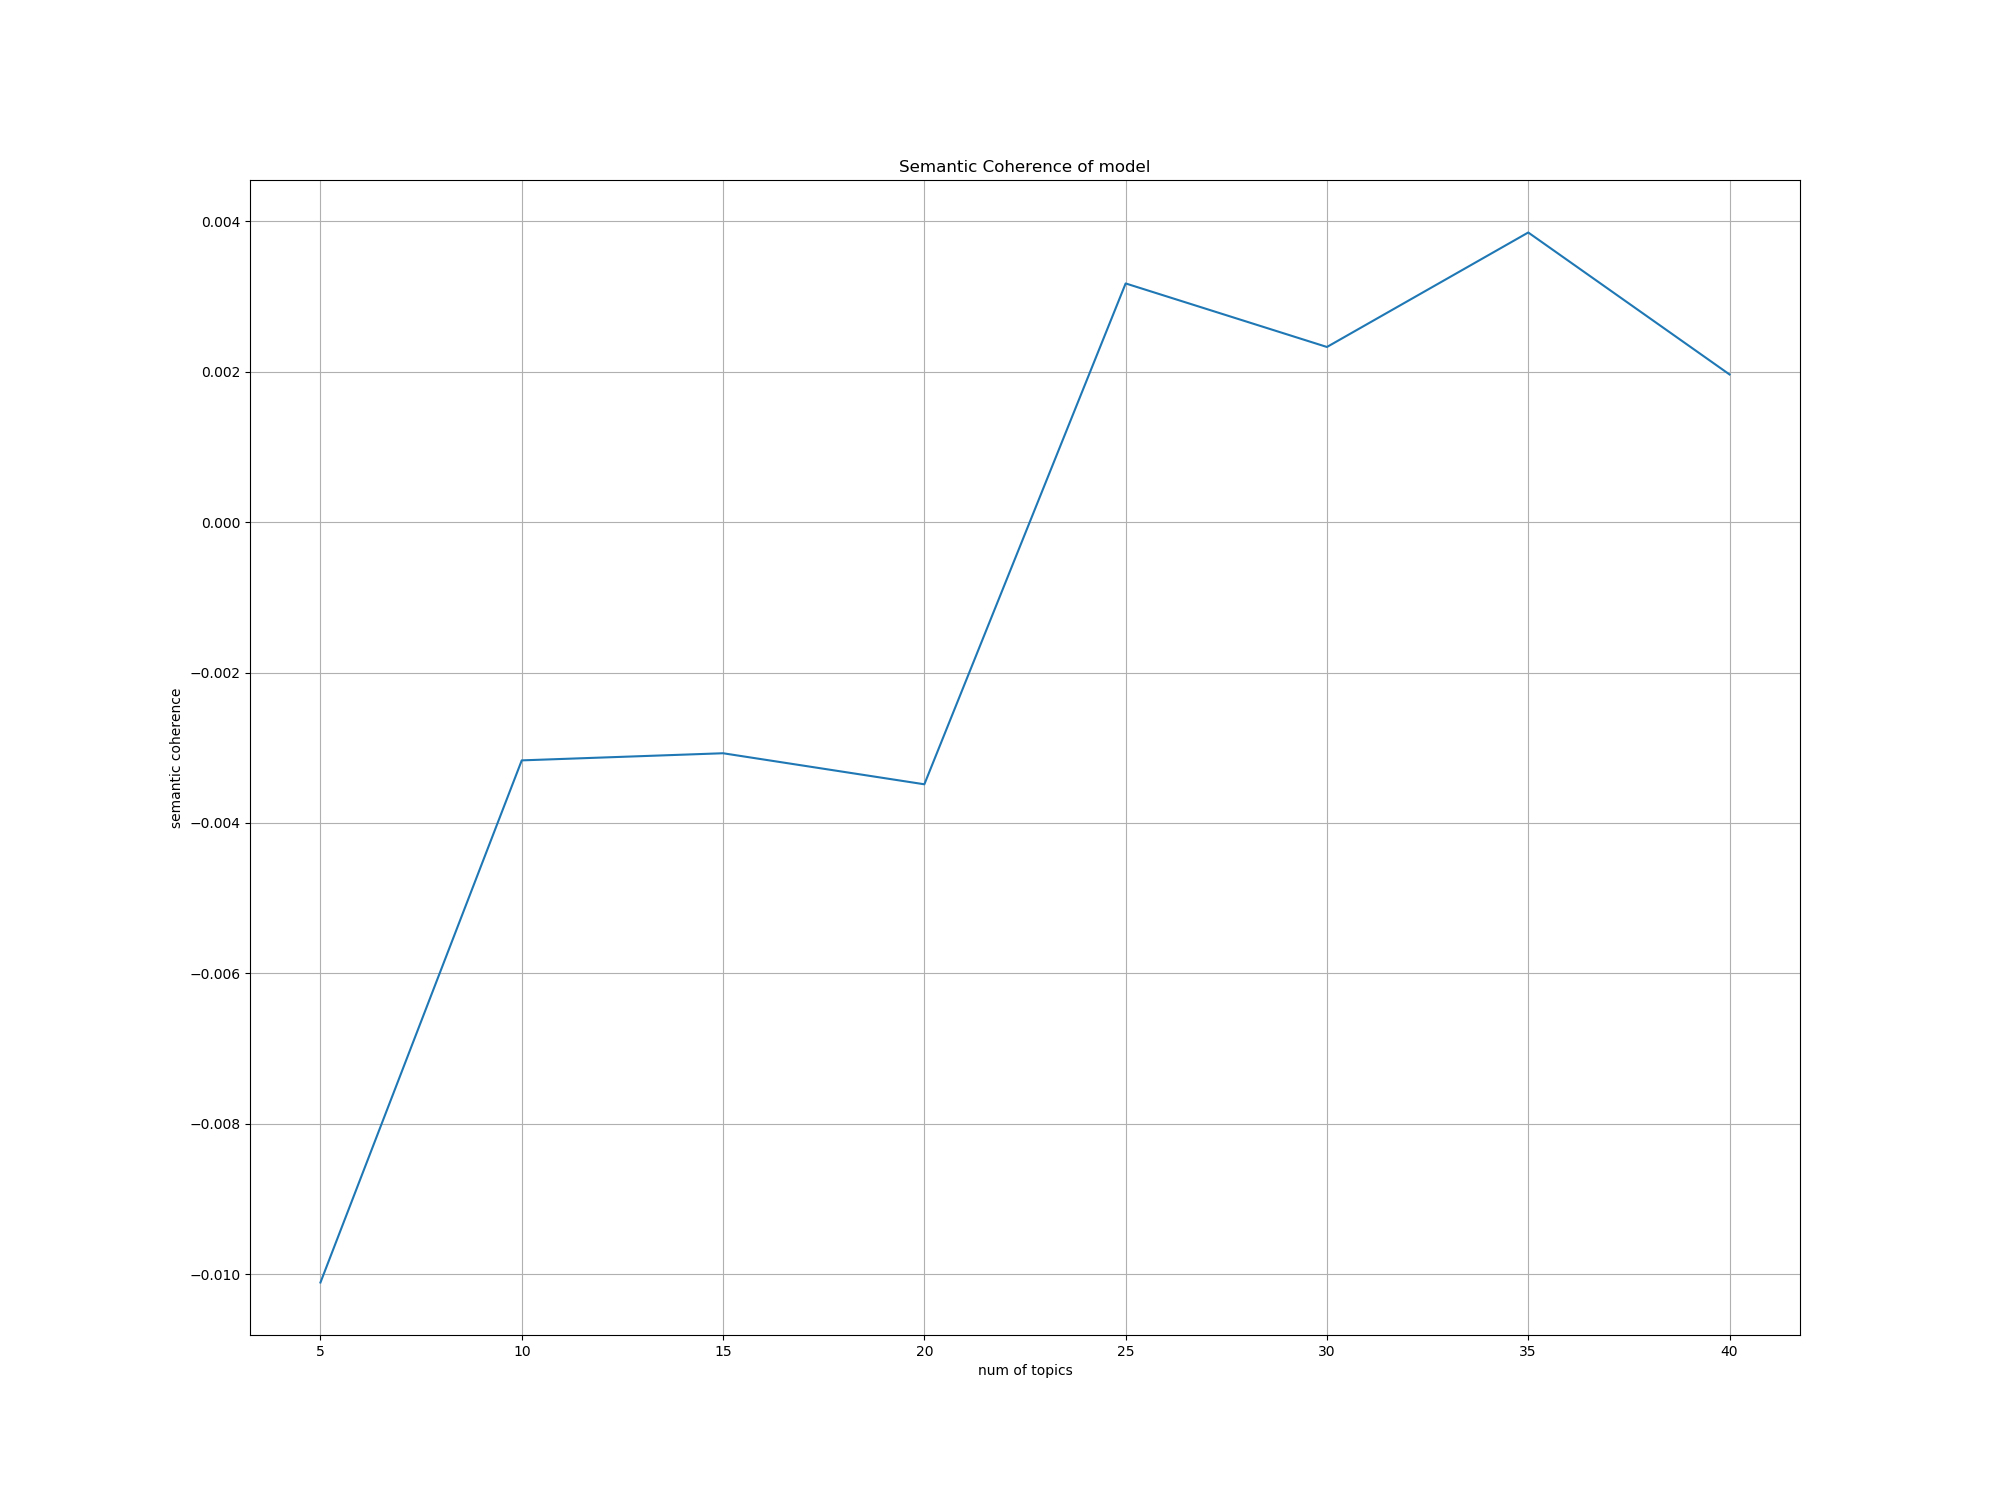 Semantic Coherence of model
0.004
0.002
0.000
−0.002
−0.004
−0.006
−0.008
−0.010
semantic coherence
5 10 15 20 25 30 35 40
num of topics